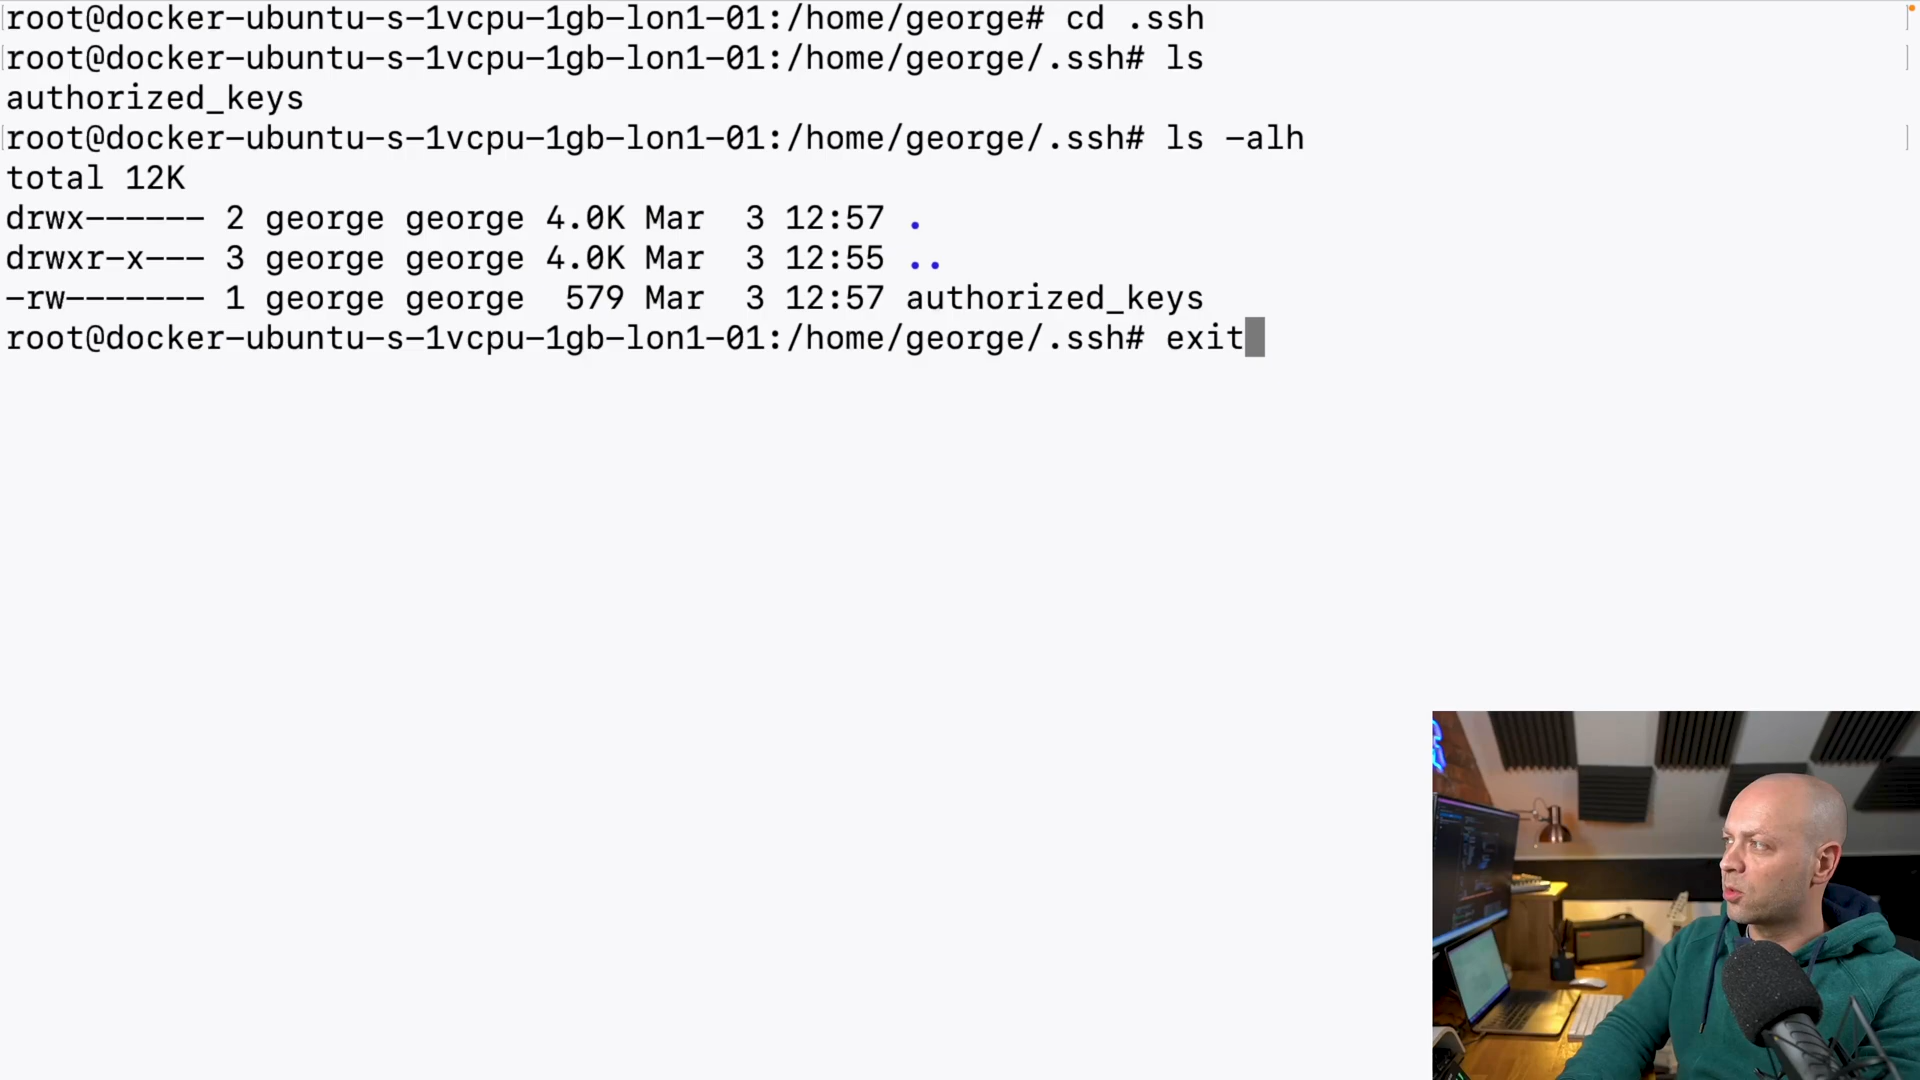 root@docker-ubuntu-s-1vcpu-1gb-lon1-01:/home/george# cd .ssh
root@docker-ubuntu-s-1vcpu-1gb-lon1-01:/home/george/.ssh# ls
authorized_keys
root@docker-ubuntu-s-1vcpu-1gb-lon1-01:/home/george/.ssh# ls -alh
total 12K
drwx------ 2 george george 4.0K Mar  3 12:57 .
drwxr-x--- 3 george george 4.0K Mar  3 12:55 ..
-rw------- 1 george george  579 Mar  3 12:57 authorized_keys
root@docker-ubuntu-s-1vcpu-1gb-lon1-01:/home/george/.ssh# exit